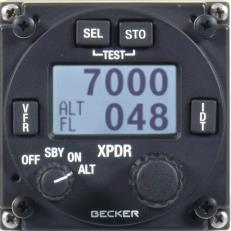 SEL STO
TEST
7000
ALT
FL 048
VFR
IDT
OFF SBY ON ALT
XPDR
BECKER